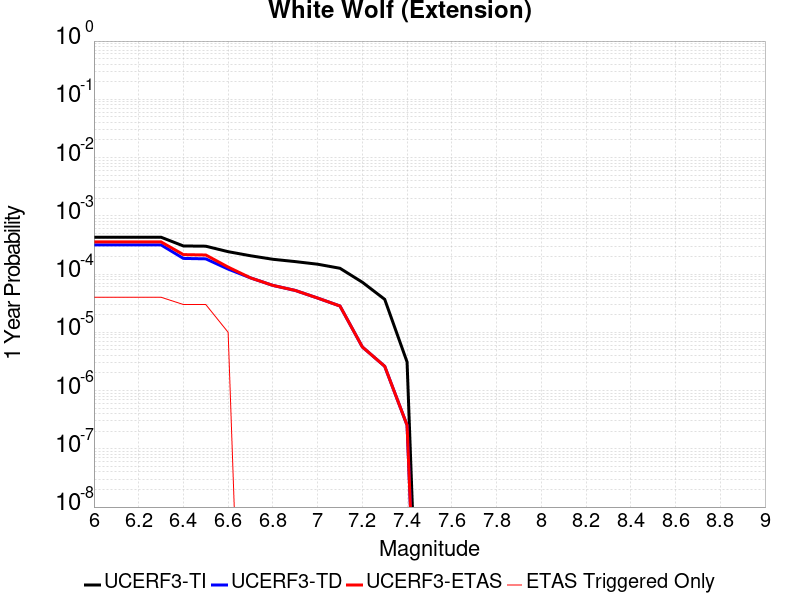 White Wolf (Extension)
10^0
10^-1
10^-2
10^-3
10^-4
10^-5
10^-6
10^-7
10^-8
1 Year Probability
6 6.2 6.4 6.6 6.8 7 7.2 7.4 7.6 7.8 8 8.2 8.4 8.6 8.8 9
Magnitude
UCERF3-TI UCERF3-TD UCERF3-ETAS ETAS Triggered Only